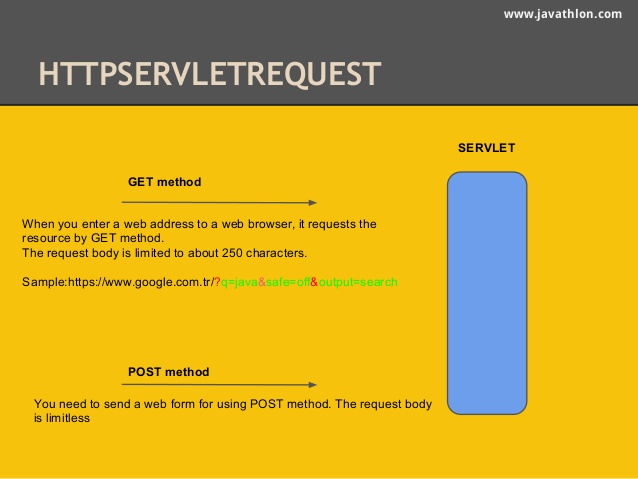 www.javathlon.com
HTTPSERVLETREQUEST
SERVLET
GET method
When you enter a web address to a web browser, it requests the
resource by GET method.
The request body is limited to about 250 characters.
Sample:https://www.google.com.tr/?q=java&safe=off&output=search
POST method
You need to send a web form for using POST method. The request body
is limitless